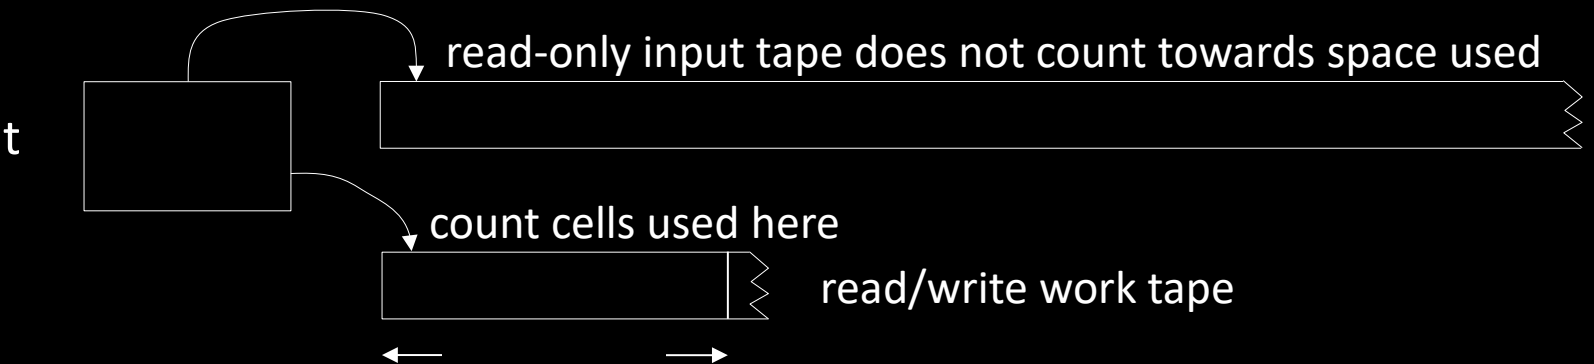 read-only input tape does not count towards space used
t
count cells used here
read/write work tape